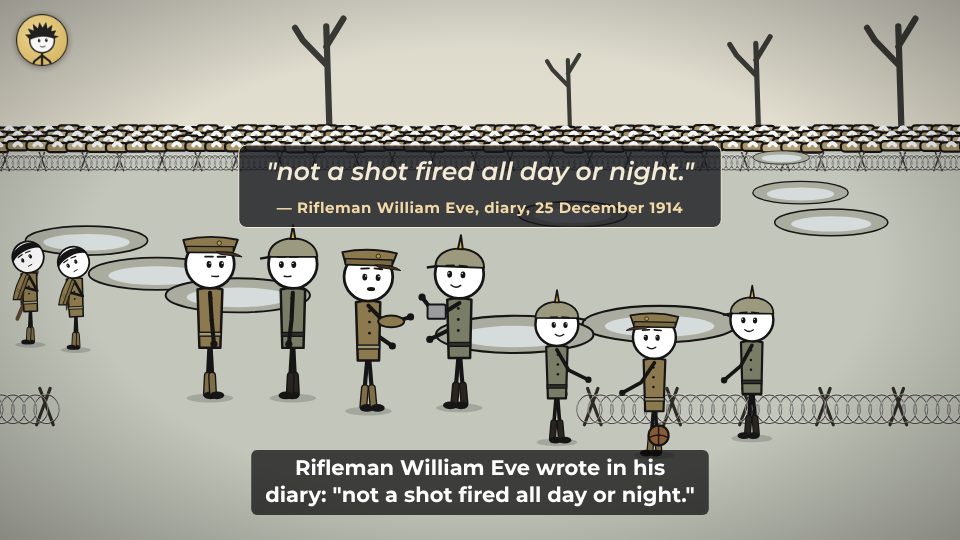 "not a shot fired all day or night."
— Rifleman William Eve, diary, 25 December 1914
Rifleman William Eve wrote in his
diary: "not a shot fired all day or night."